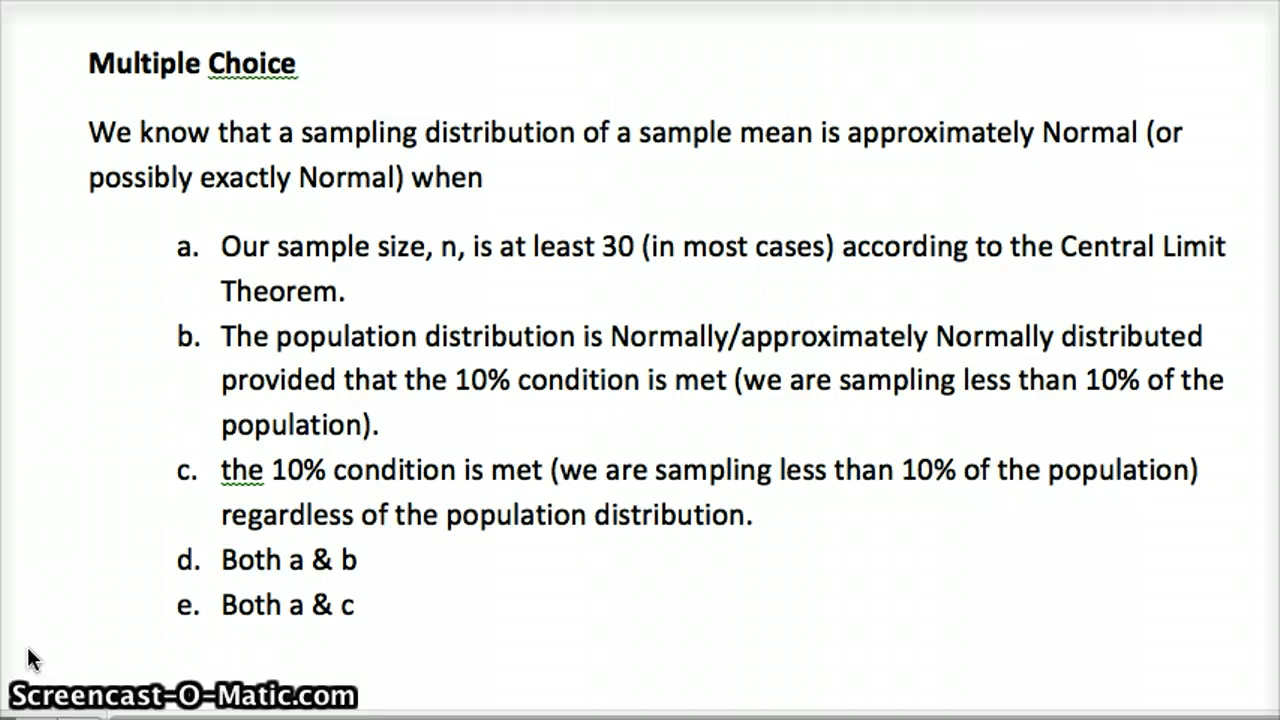 Multiple Choice
We know that a sampling distribution of a sample mean is approximately Normal (or
possibly exactly Normal) when
a. Our sample size, n, is at least 30 (in most cases) according to the Central Limit
Theorem.
b. The population distribution is Normally/approximately Normally distributed
provided that the 10% condition is met (we are sampling less than 10% of the
population).
c. the 10% condition is met (we are sampling less than 10% of the population)
regardless of the population distribution.
d. Both a & b
e. Both a & c
Screencast-O-Matic.com